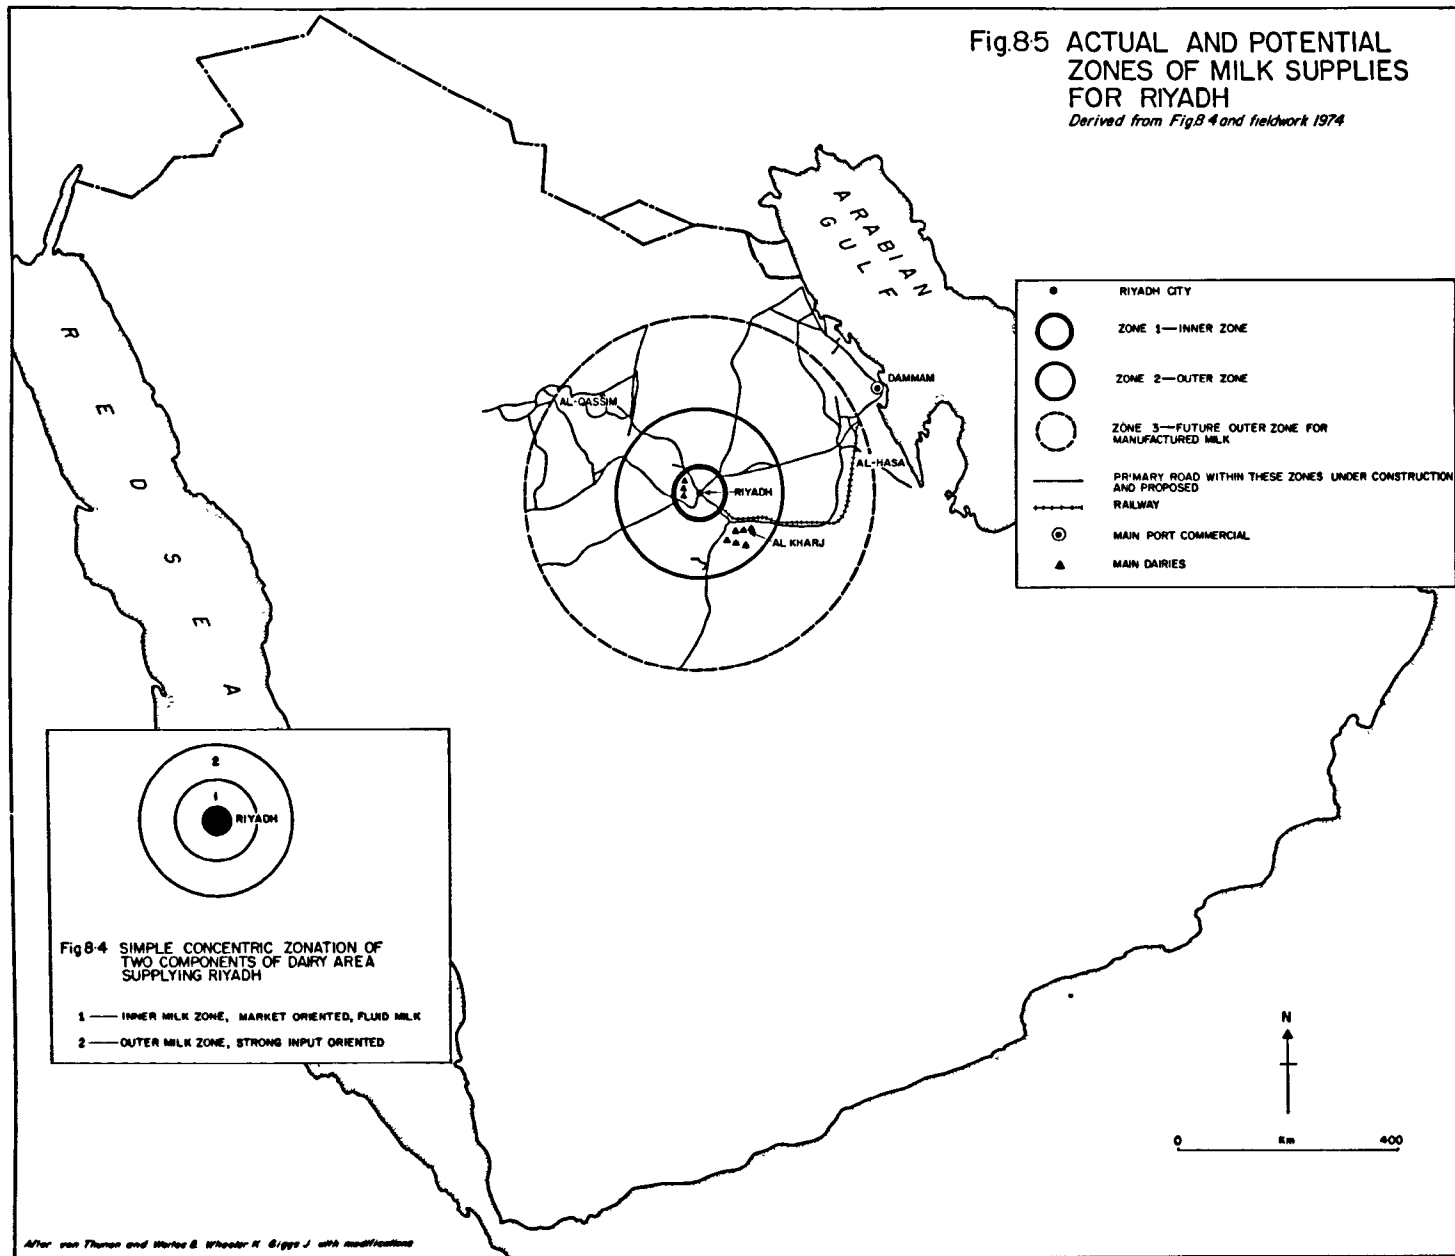 Fig.8·5 ACTUAL AND POTENTIAL
ZONES OF MILK SUPPLIES
FOR RIYADH
Derived from Fig8·4 and fieldwork 1974
ARABIAN
GULF
RED SEA
RIYADH CITY
ZONE 1—INNER ZONE
ZONE 2—OUTER ZONE
ZONE 3—FUTURE OUTER ZONE FOR
MANUFACTURED MILK
PRIMARY ROAD WITHIN THESE ZONES UNDER CONSTRUCTION
AND PROPOSED
RAILWAY
MAIN PORT COMMERCIAL
MAIN DAIRIES
DAMMAM
AL-QASSIM
AL-HASA
RIYADH
AL KHARJ
2
1
RIYADH
Fig 8·4 SIMPLE CONCENTRIC ZONATION OF
TWO COMPONENTS OF DAIRY AREA
SUPPLYING RIYADH
1 — INNER MILK ZONE, MARKET ORIENTED, FLUID MILK
2 — OUTER MILK ZONE, STRONG INPUT ORIENTED
N
0 Km 400
After von Thunen and B. Wheeler K Biggs J with modifications